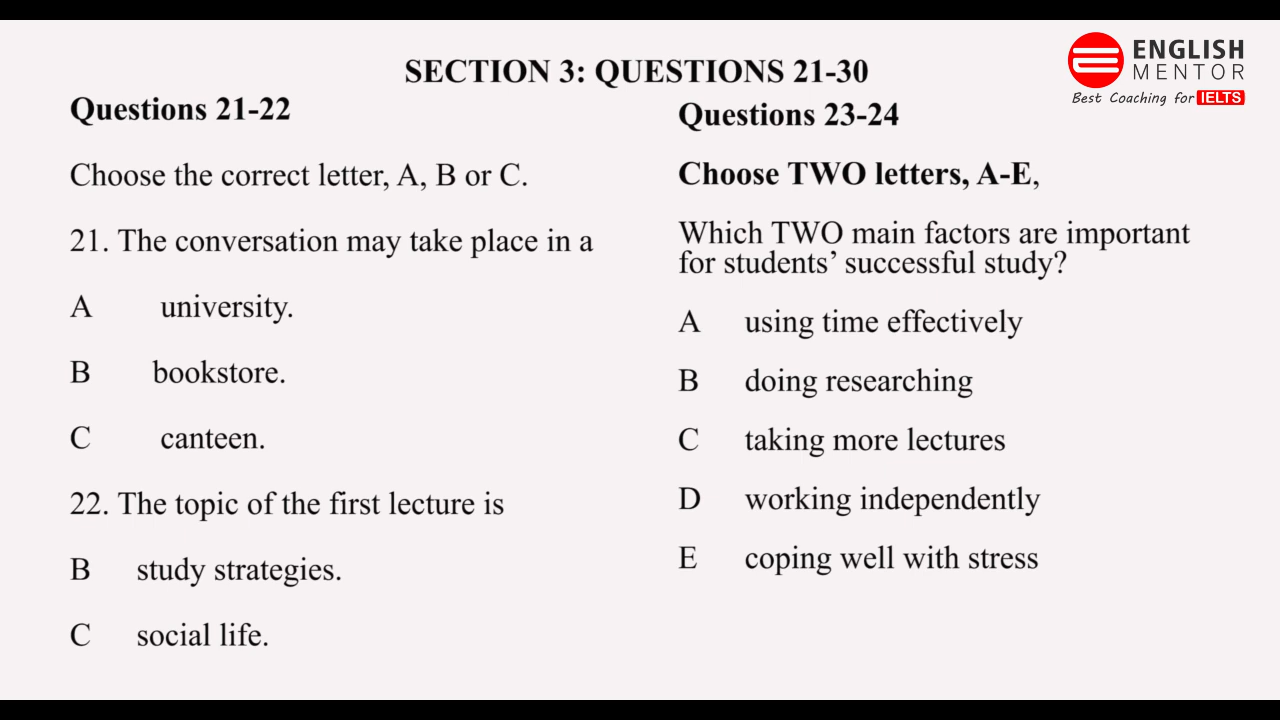 SECTION 3: QUESTIONS 21-30
ENGLISH
MENTOR
Best Coaching for IELTS
Questions 21-22
Choose the correct letter, A, B or C.
21. The conversation may take place in a
A university.
B bookstore.
C canteen.
22. The topic of the first lecture is
B study strategies.
C social life.
Questions 23-24
Choose TWO letters, A-E,
Which TWO main factors are important
for students’ successful study?
A using time effectively
B doing researching
C taking more lectures
D working independently
E coping well with stress